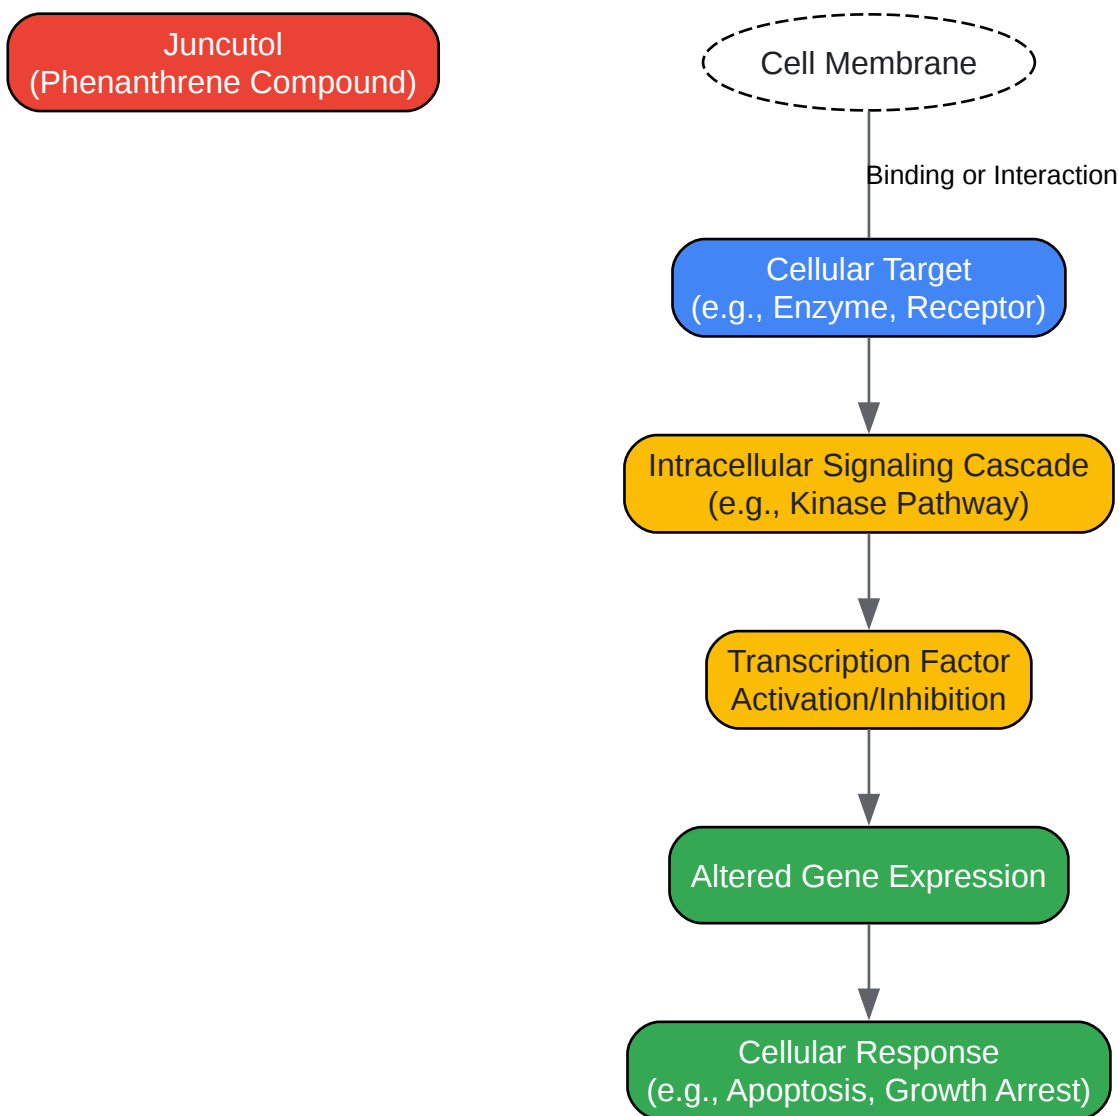 Juncutol
(Phenanthrene Compound)
Cell Membrane
Binding or Interaction
Cellular Target
(e.g., Enzyme, Receptor)
Intracellular Signaling Cascade
(e.g., Kinase Pathway)
Transcription Factor
Activation/Inhibition
Altered Gene Expression
Cellular Response
(e.g., Apoptosis, Growth Arrest)